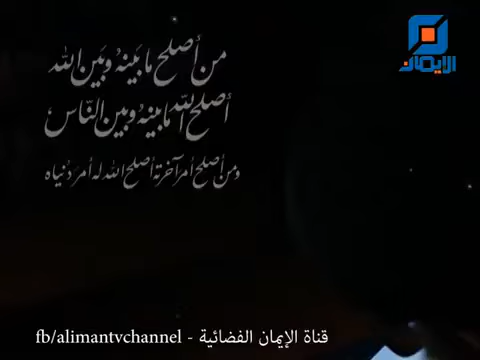 من أصلح ما بينه وبين الله
أصلح الله ما بينه وبين الناس
ومن أصلح أمر آخرته أصلح الله له أمر دنياه
الإيمان
قناة الإيمان الفضائية - fb/alimantvchannel